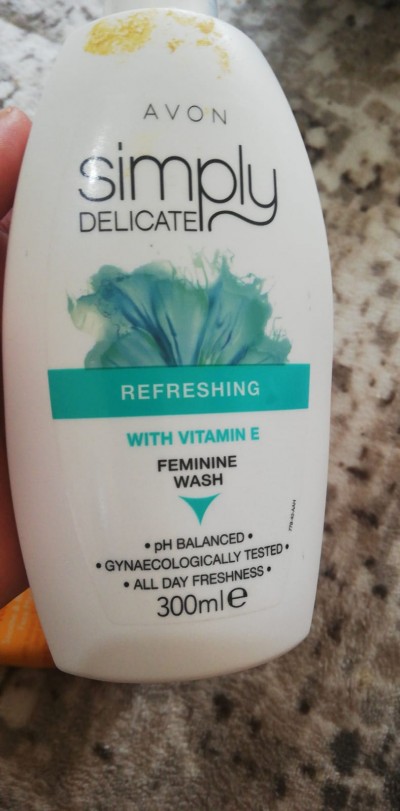 AVON
simply
DELICATE
REFRESHING
WITH VITAMIN E
FEMININE
WASH
• pH BALANCED •
• GYNAECOLOGICALLY TESTED •
• ALL DAY FRESHNESS •
300ml e